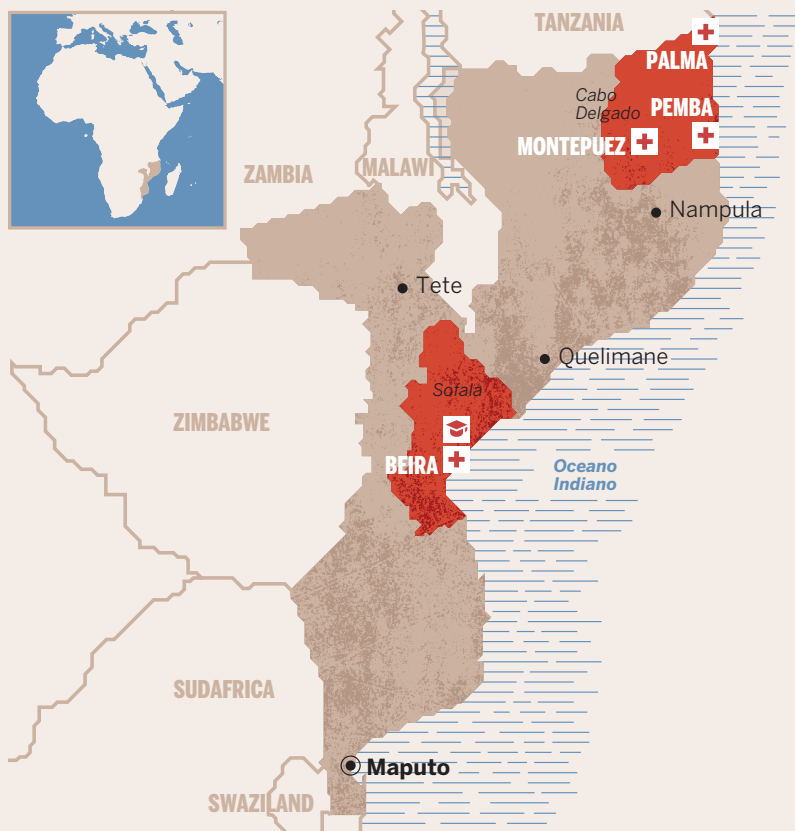 TANZANIA
PALMA
Cabo
Delgado
PEMBA
MONTEPUEZ
MALAWI
ZAMBIA
Nampula
Tete
Quelimane
Sofala
ZIMBABWE
BEIRA
Oceano
Indiano
SUDAFRICA
Maputo
SWAZILAND